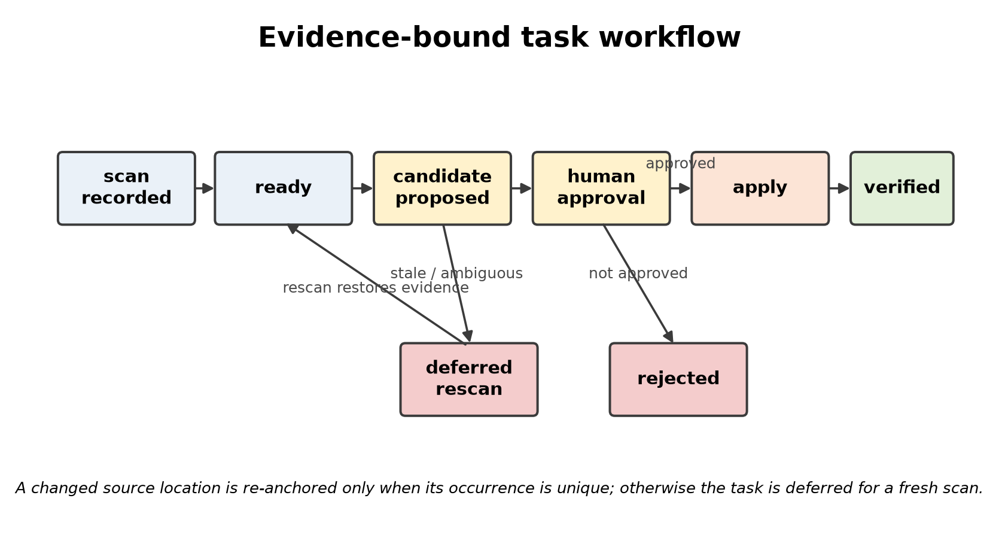 Evidence-bound task workflow
scan
recorded
ready
candidate
proposed
human
approval
approved
apply
verified
stale / ambiguous
rescan restores evidence
not approved
deferred
rescan
rejected
A changed source location is re-anchored only when its occurrence is unique; otherwise the task is deferred for a fresh scan.